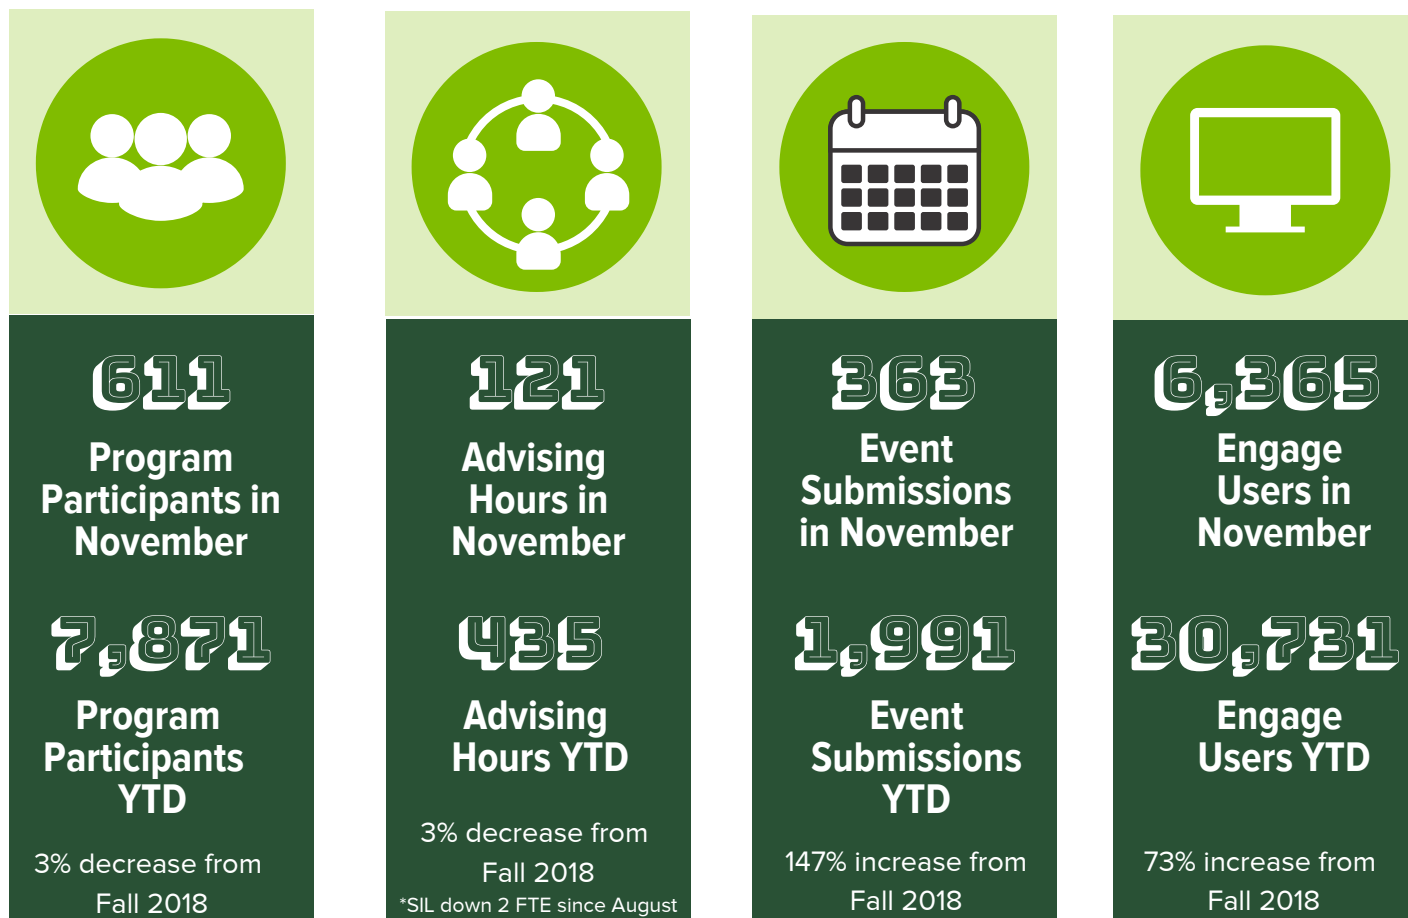 611
Program
Participants in
November
7,871
Program
Participants
YTD
3% decrease from
Fall 2018
121
Advising
Hours in
November
435
Advising
Hours YTD
3% decrease from
Fall 2018
*SIL down 2 FTE since August
363
Event
Submissions
in November
1,991
Event
Submissions
YTD
147% increase from
Fall 2018
6,365
Engage
Users in
November
30,731
Engage
Users YTD
73% increase from
Fall 2018